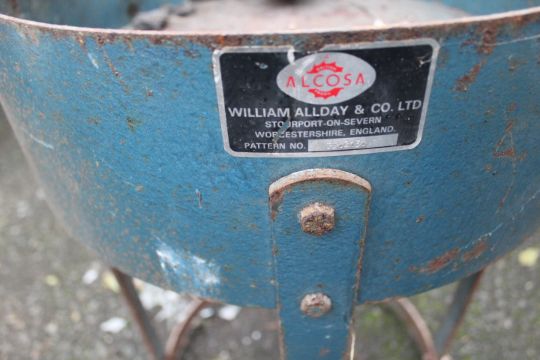 ALCOSA
WILLIAM ALLDAY & CO. LTD
STOURPORT-ON-SEVERN
WORCESTERSHIRE, ENGLAND.
PATTERN NO.